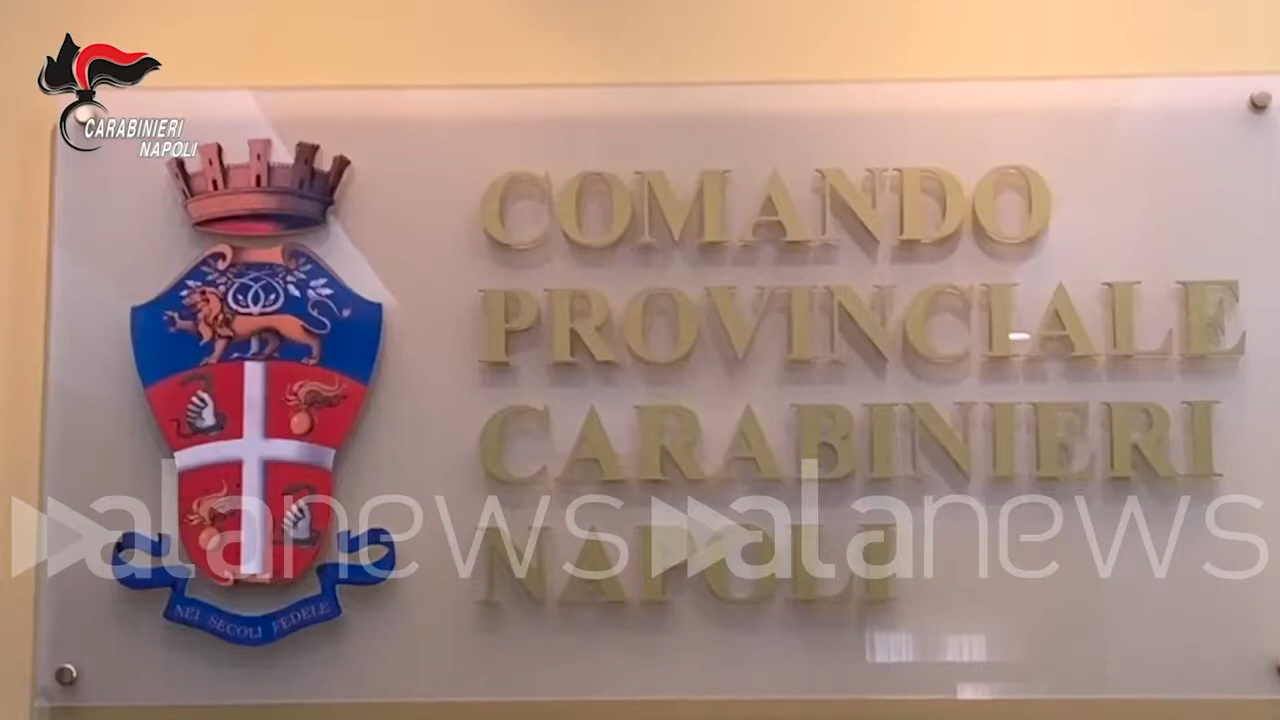 CARABINIERI
NAPOLI
COMANDO
PROVINCIALE
CARABINIERI
NAPOLI
alanews alanews
NEI SECOLI FEDELE